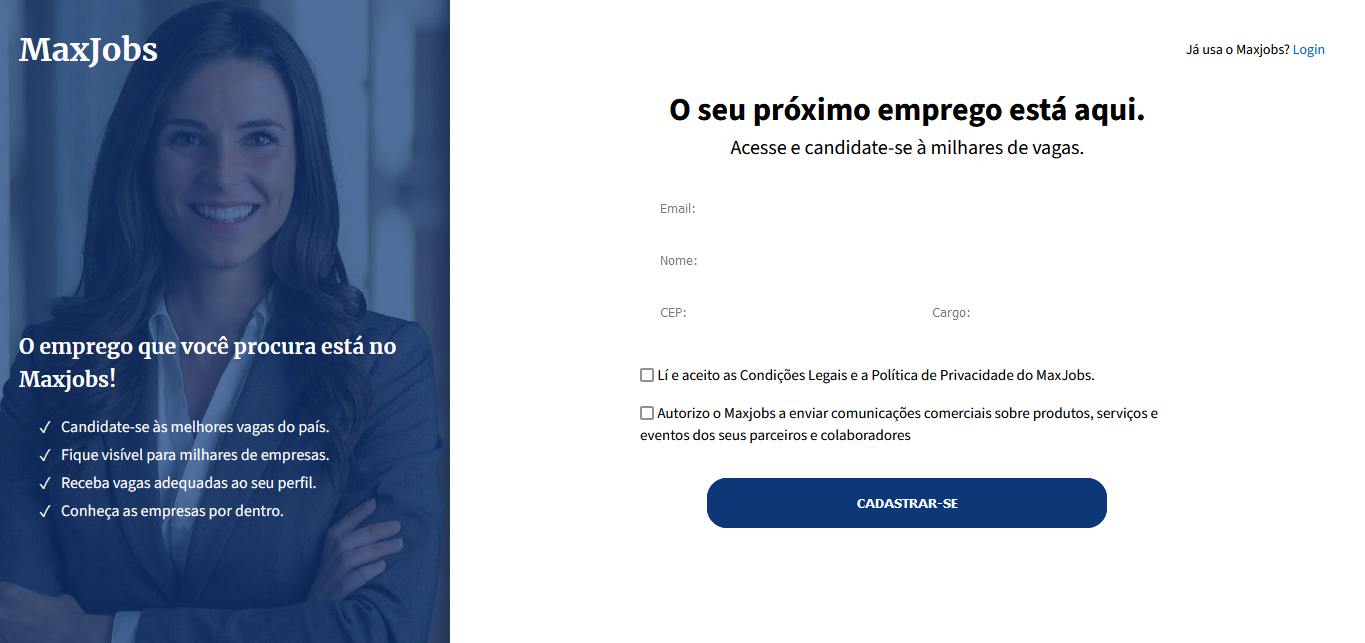 MaxJobs
O emprego que você procura está no
Maxjobs!
✓ Candidate-se às melhores vagas do país.
✓ Fique visível para milhares de empresas.
✓ Receba vagas adequadas ao seu perfil.
✓ Conheça as empresas por dentro.
Já usa o Maxjobs? Login
O seu próximo emprego está aqui.
Acesse e candidate-se à milhares de vagas.
Email:
Nome:
CEP: Cargo:
Lí e aceito as Condições Legais e a Política de Privacidade do MaxJobs.
Autorizo o Maxjobs a enviar comunicações comerciais sobre produtos, serviços e
eventos dos seus parceiros e colaboradores
CADASTRAR-SE